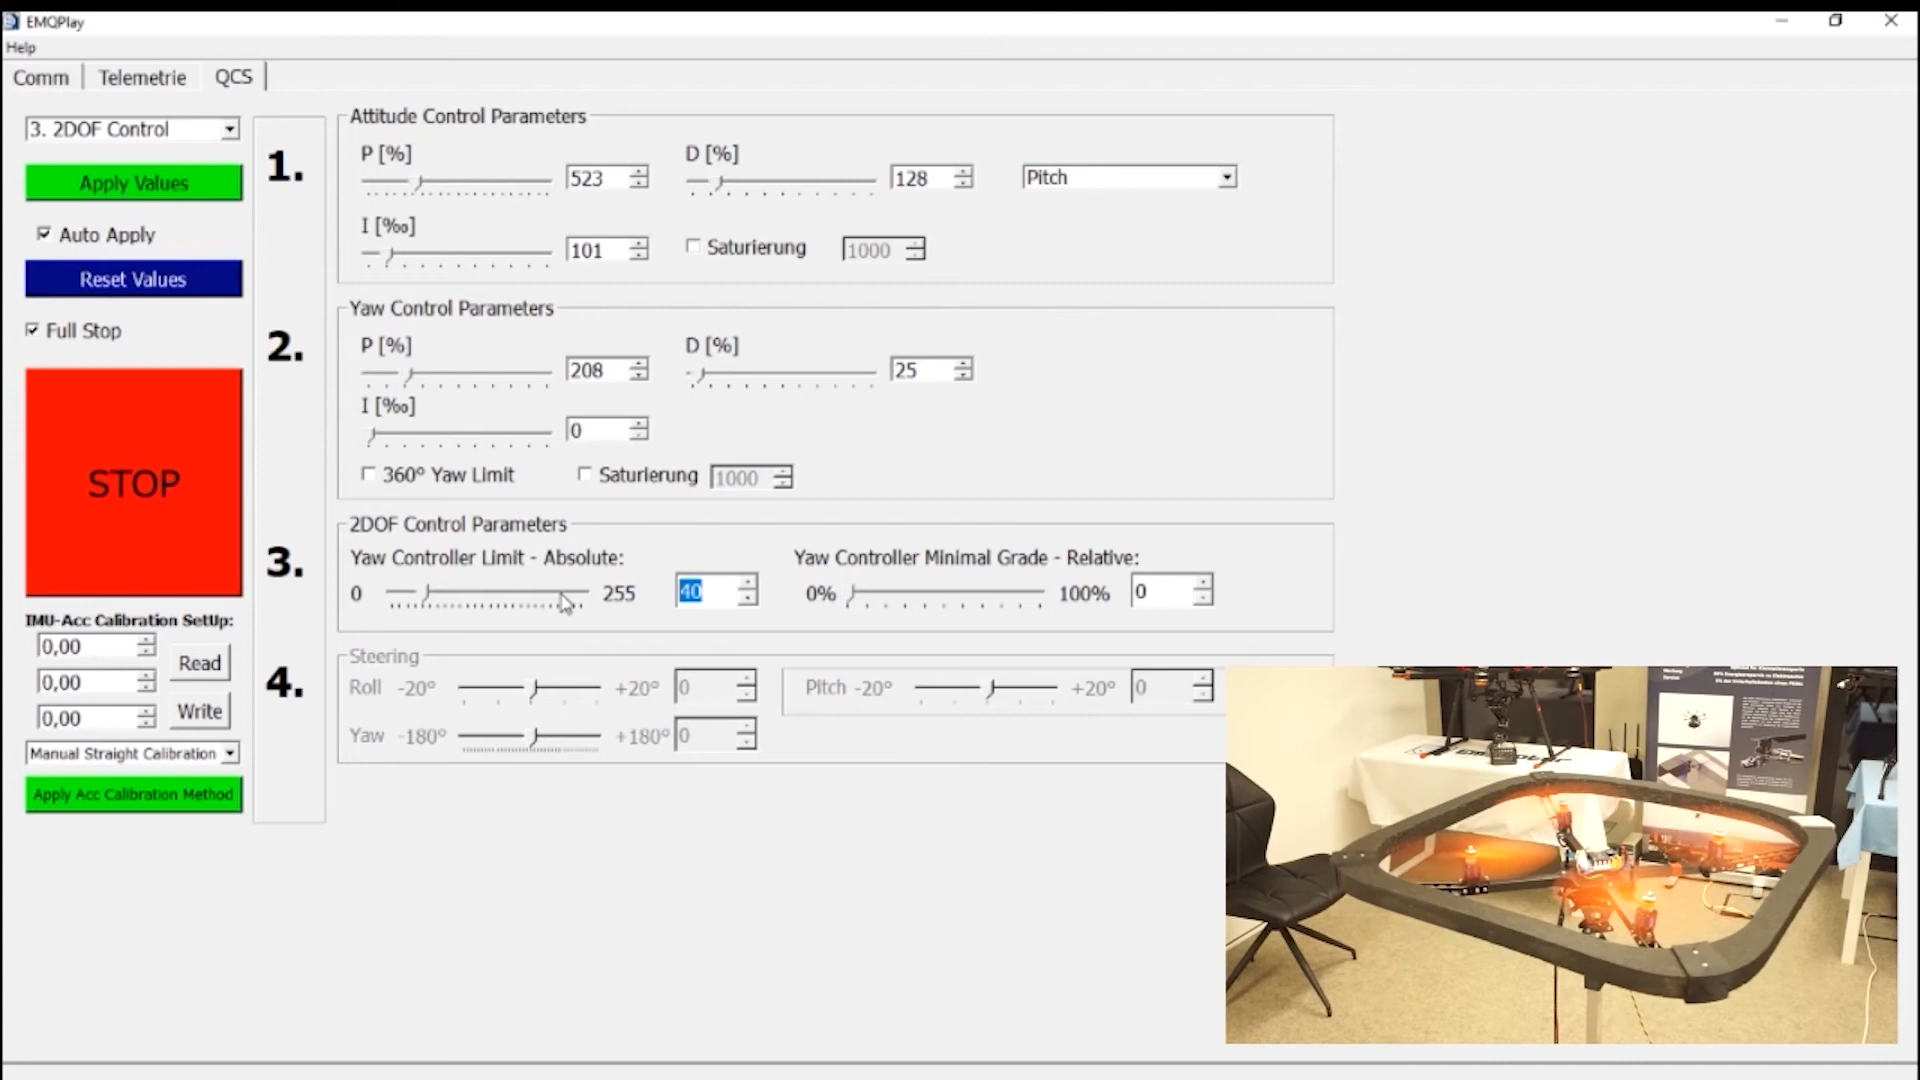 EMQPlay
Help
Comm Telemetrie QCS
3. 2DOF Control
Apply Values
Auto Apply
Reset Values
Full Stop
STOP
IMU-Acc Calibration SetUp:
0,00
0,00
0,00
Read
Write
Manual Straight Calibration
Apply Acc Calibration Method
1.
2.
3.
4.
Attitude Control Parameters
P [%] 523 D [%] 128 Pitch
I [‰] 101 Saturierung 1000
Yaw Control Parameters
P [%] 208 D [%] 25
I [‰] 0
360° Yaw Limit Saturierung 1000
2DOF Control Parameters
Yaw Controller Limit - Absolute: Yaw Controller Minimal Grade - Relative:
0 255 40 0% 100% 0
Steering
Roll -20° +20° 0 Pitch -20° +20° 0
Yaw -180° +180° 0